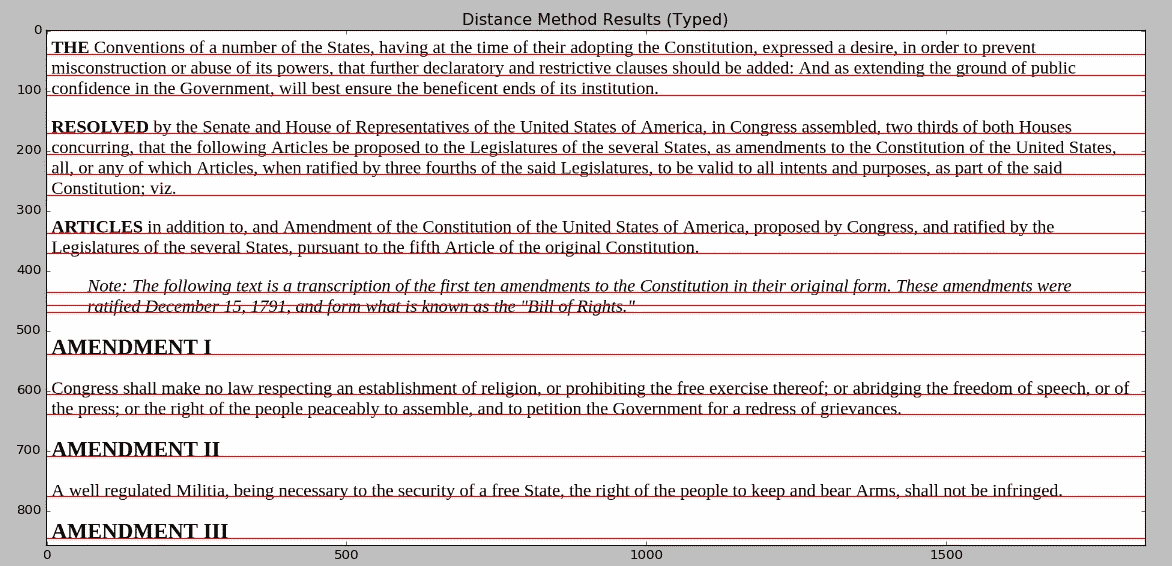 Distance Method Results (Typed)
0
THE Conventions of a number of the States, having at the time of their adopting the Constitution, expressed a desire, in order to prevent
misconstruction or abuse of its powers, that further declaratory and restrictive clauses should be added: And as extending the ground of public
100
confidence in the Government, will best ensure the beneficent ends of its institution.
RESOLVED by the Senate and House of Representatives of the United States of America, in Congress assembled, two thirds of both Houses
200
concurring, that the following Articles be proposed to the Legislatures of the several States, as amendments to the Constitution of the United States,
all, or any of which Articles, when ratified by three fourths of the said Legislatures, to be valid to all intents and purposes, as part of the said
Constitution; viz.
300
ARTICLES in addition to, and Amendment of the Constitution of the United States of America, proposed by Congress, and ratified by the
Legislatures of the several States, pursuant to the fifth Article of the original Constitution.
400
Note: The following text is a transcription of the first ten amendments to the Constitution in their original form. These amendments were
ratified December 15, 1791, and form what is known as the "Bill of Rights."
500
AMENDMENT I
600
Congress shall make no law respecting an establishment of religion, or prohibiting the free exercise thereof; or abridging the freedom of speech, or of
the press; or the right of the people peaceably to assemble, and to petition the Government for a redress of grievances.
700
AMENDMENT II
A well regulated Militia, being necessary to the security of a free State, the right of the people to keep and bear Arms, shall not be infringed.
800
AMENDMENT III
0 500 1000 1500